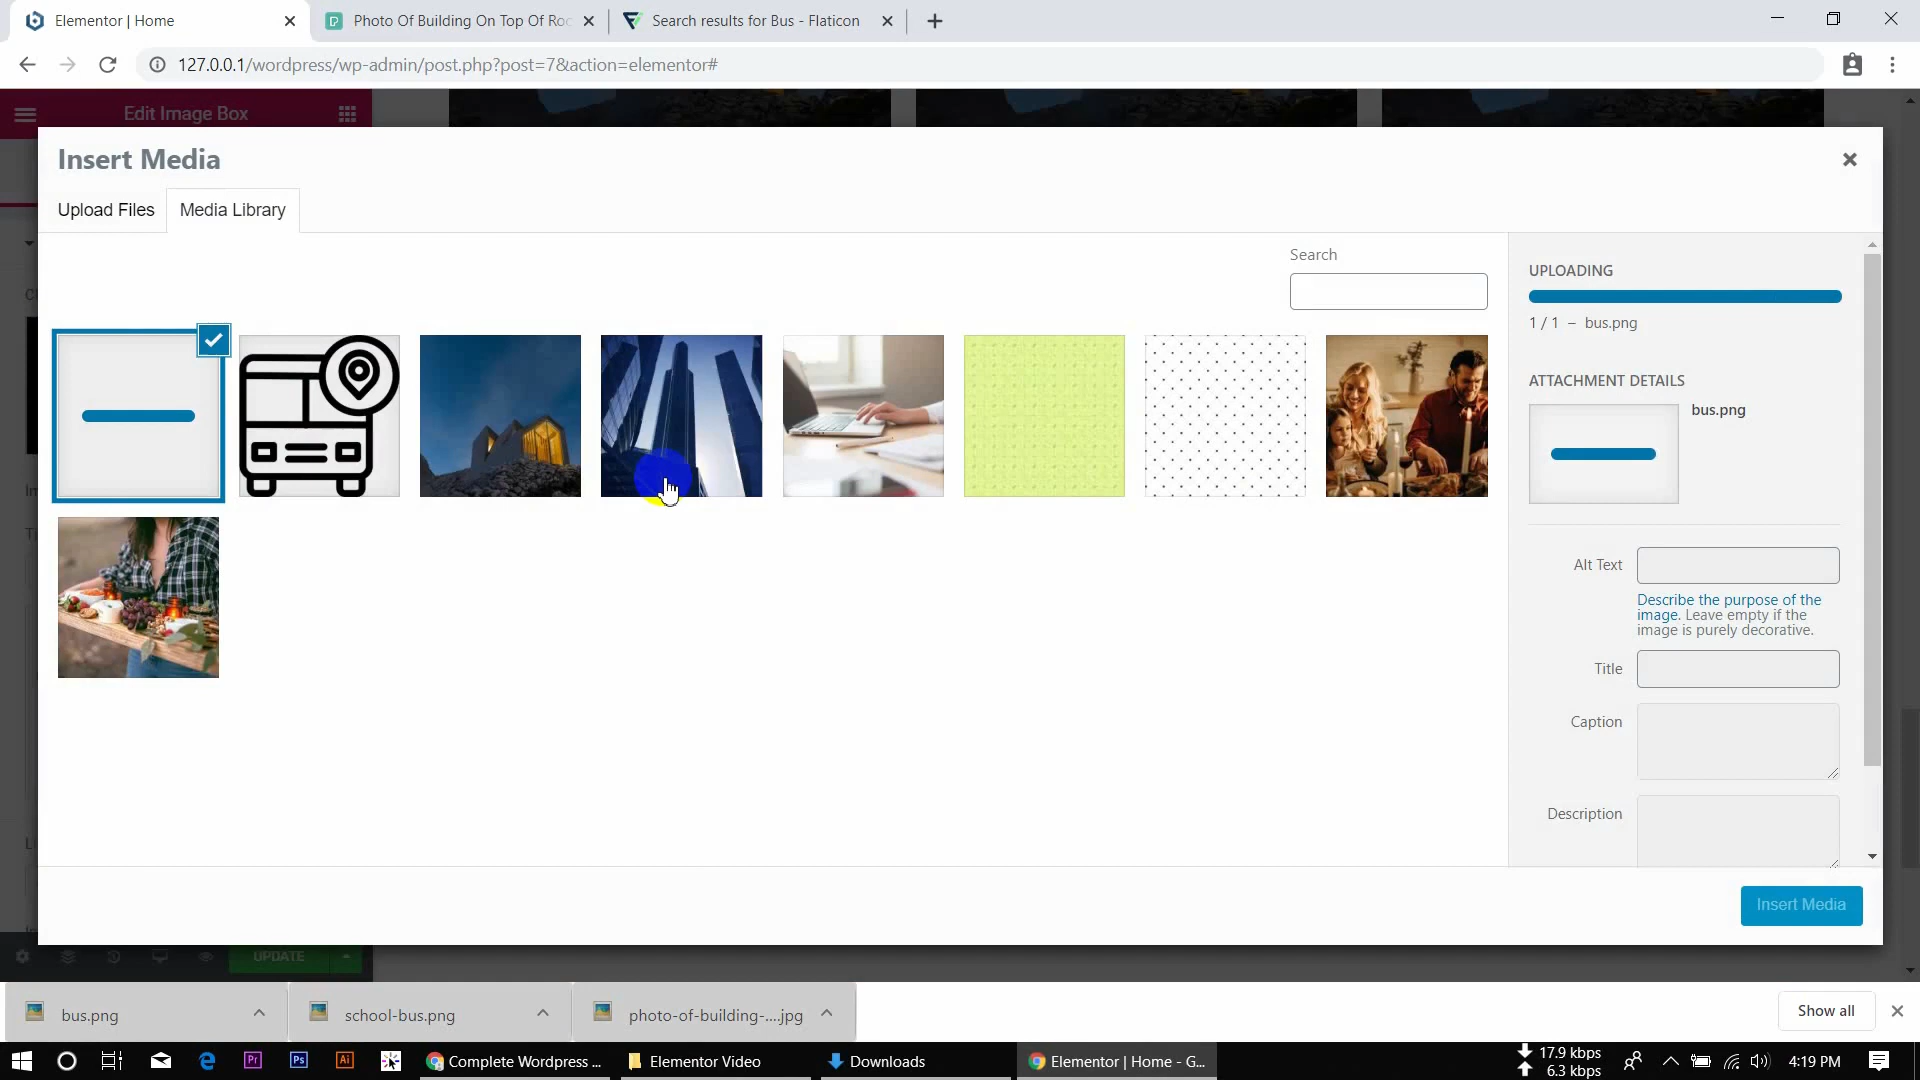 Elementor | Home
Photo Of Building On Top Of Roc
Search results for Bus - Flaticon
127.0.0.1/wordpress/wp-admin/post.php?post=7&action=elementor#
Edit Image Box
Insert Media
Upload Files
Media Library
Search
UPLOADING
1 / 1 – bus.png
ATTACHMENT DETAILS
bus.png
Alt Text
Describe the purpose of the
image. Leave empty if the
image is purely decorative.
Title
Caption
Description
Insert Media
UPDATE
bus.png
school-bus.png
photo-of-building-....jpg
Show all
Pr
Ps
Ai
Complete Wordpress ...
Elementor Video
Downloads
Elementor | Home - G...
17.9 kbps
6.3 kbps
4:19 PM